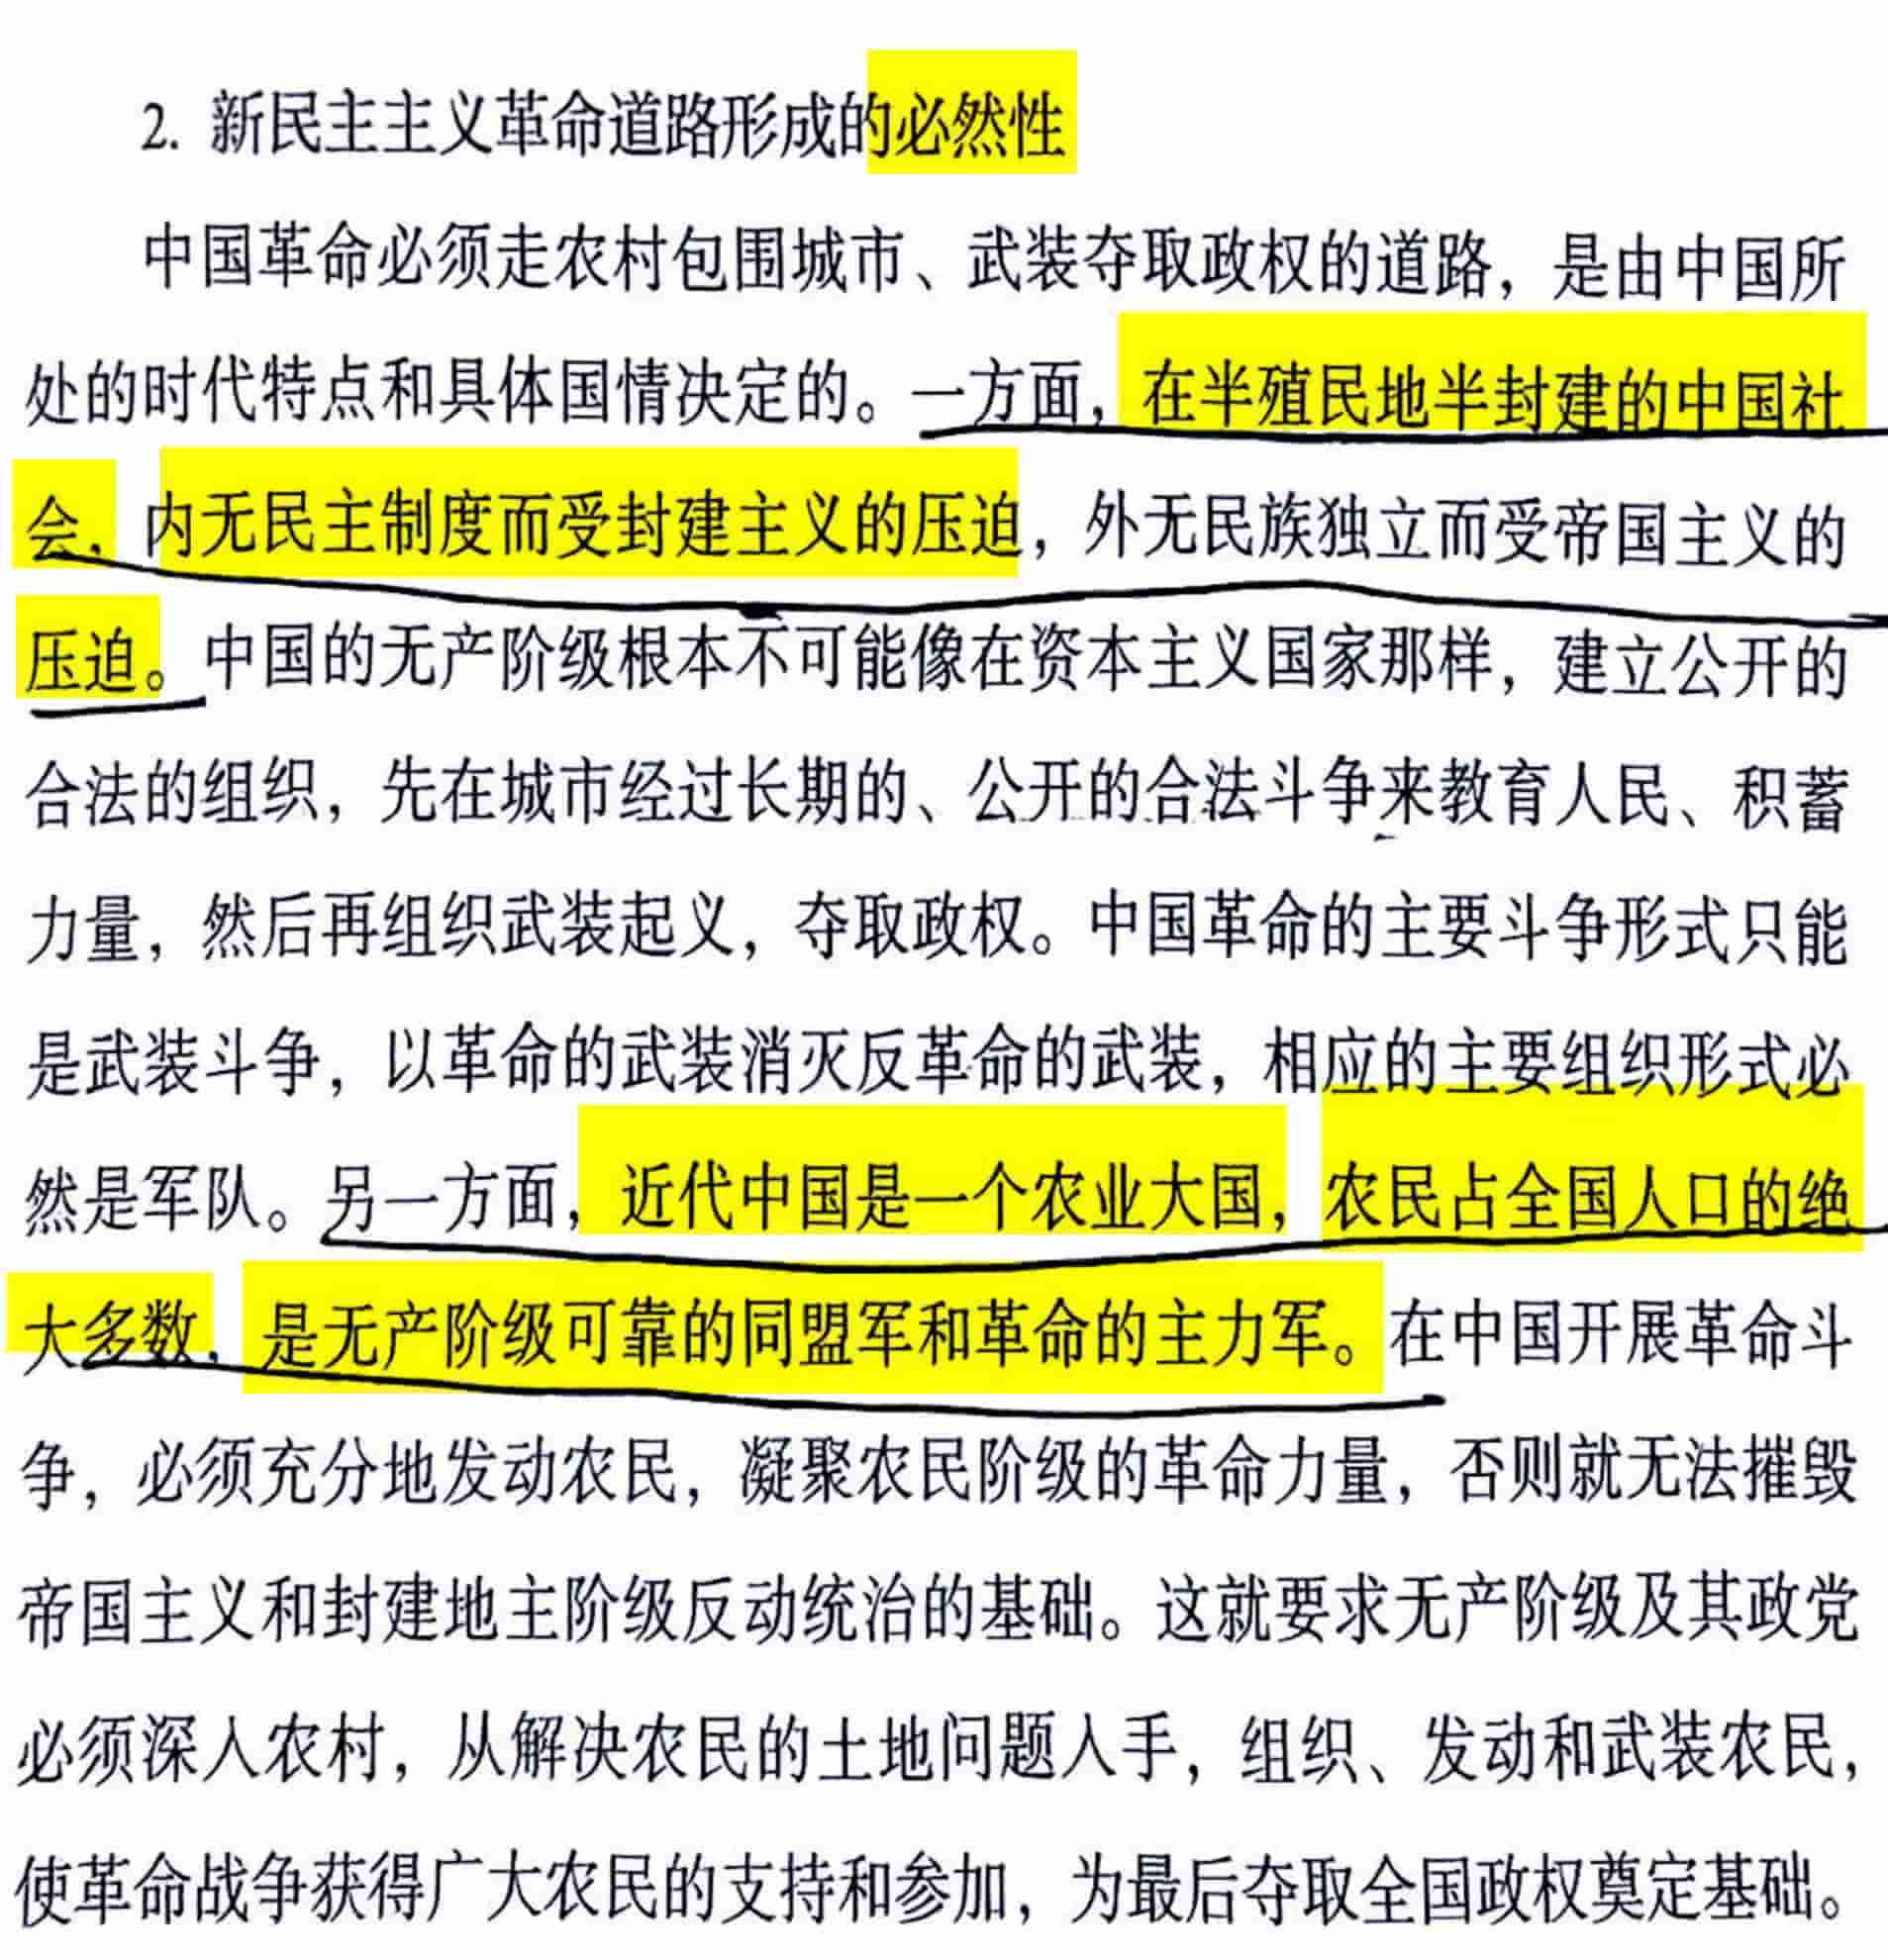 2. 新民主主义革命道路形成的必然性
中国革命必须走农村包围城市、武装夺取政权的道路，是由中国所
处的时代特点和具体国情决定的。一方面，在半殖民地半封建的中国社
会，内无民主制度而受封建主义的压迫，外无民族独立而受帝国主义的
压迫。中国的无产阶级根本不可能像在资本主义国家那样，建立公开的
合法的组织，先在城市经过长期的、公开的合法斗争来教育人民、积蓄
力量，然后再组织武装起义，夺取政权。中国革命的主要斗争形式只能
是武装斗争，以革命的武装消灭反革命的武装，相应的主要组织形式必
然是军队。另一方面，近代中国是一个农业大国，农民占全国人口的绝
大多数，是无产阶级可靠的同盟军和革命的主力军。在中国开展革命斗
争，必须充分地发动农民，凝聚农民阶级的革命力量，否则就无法摧毁
帝国主义和封建地主阶级反动统治的基础。这就要求无产阶级及其政党
必须深入农村，从解决农民的土地问题入手，组织、发动和武装农民，
使革命战争获得广大农民的支持和参加，为最后夺取全国政权奠定基础。